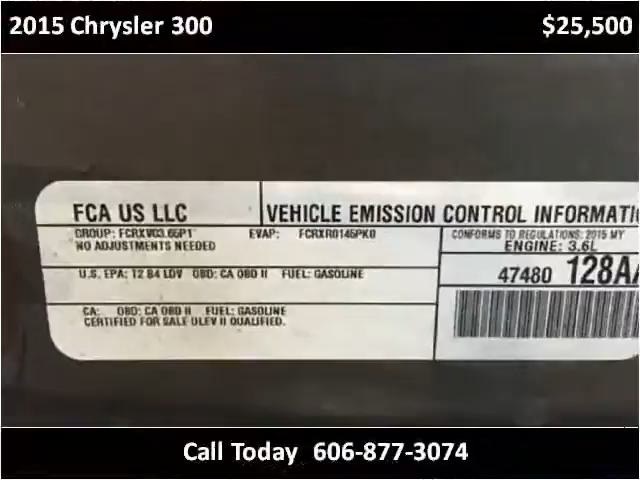 2015 Chrysler 300 $25,500
FCA US LLC VEHICLE EMISSION CONTROL INFORMATI
GROUP: FCRXV03.65P1 EVAP: FCRXR0145PK0 CONFORMS TO REGULATIONS: 2015 MY
NO ADJUSTMENTS NEEDED ENGINE: 3.6L
U.S. EPA: T2 B4 LDV OBD: CA OBD II FUEL: GASOLINE 47480 128AA
CA: OBD: CA OBD II FUEL: GASOLINE
CERTIFIED FOR SALE ULEV II QUALIFIED.
Call Today 606-877-3074